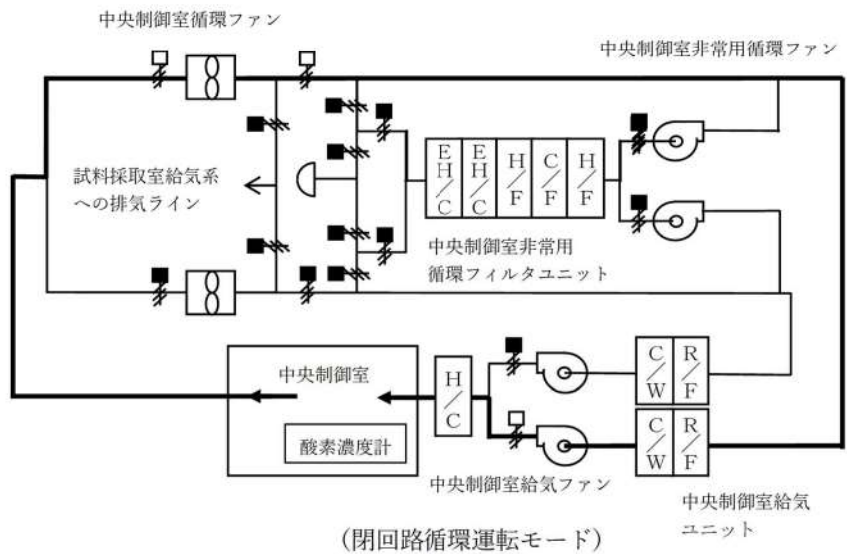 中央制御室循環ファン
中央制御室非常用循環ファン
試料採取室給気系
への排気ライン
EH/C
EH/C
H/F
C/F
H/F
中央制御室非常用
循環フィルタユニット
中央制御室
酸素濃度計
H/C
C/W
R/F
C/W
R/F
中央制御室給気ファン
中央制御室給気
ユニット
(閉回路循環運転モード)